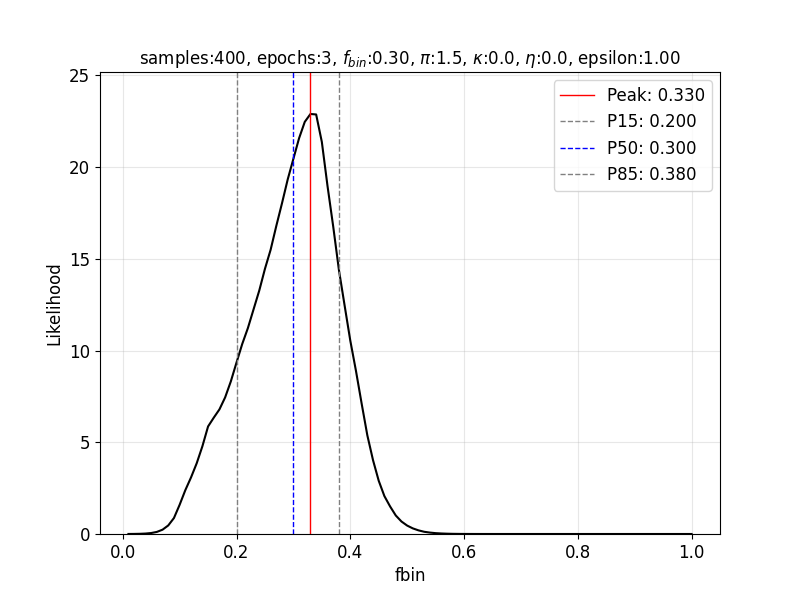 samples:400, epochs:3, f_bin:0.30, π:1.5, κ:0.0, η:0.0, epsilon:1.00
Peak: 0.330
P15: 0.200
P50: 0.300
P85: 0.380
Likelihood
25
20
15
10
5
0
0.0 0.2 0.4 0.6 0.8 1.0
fbin